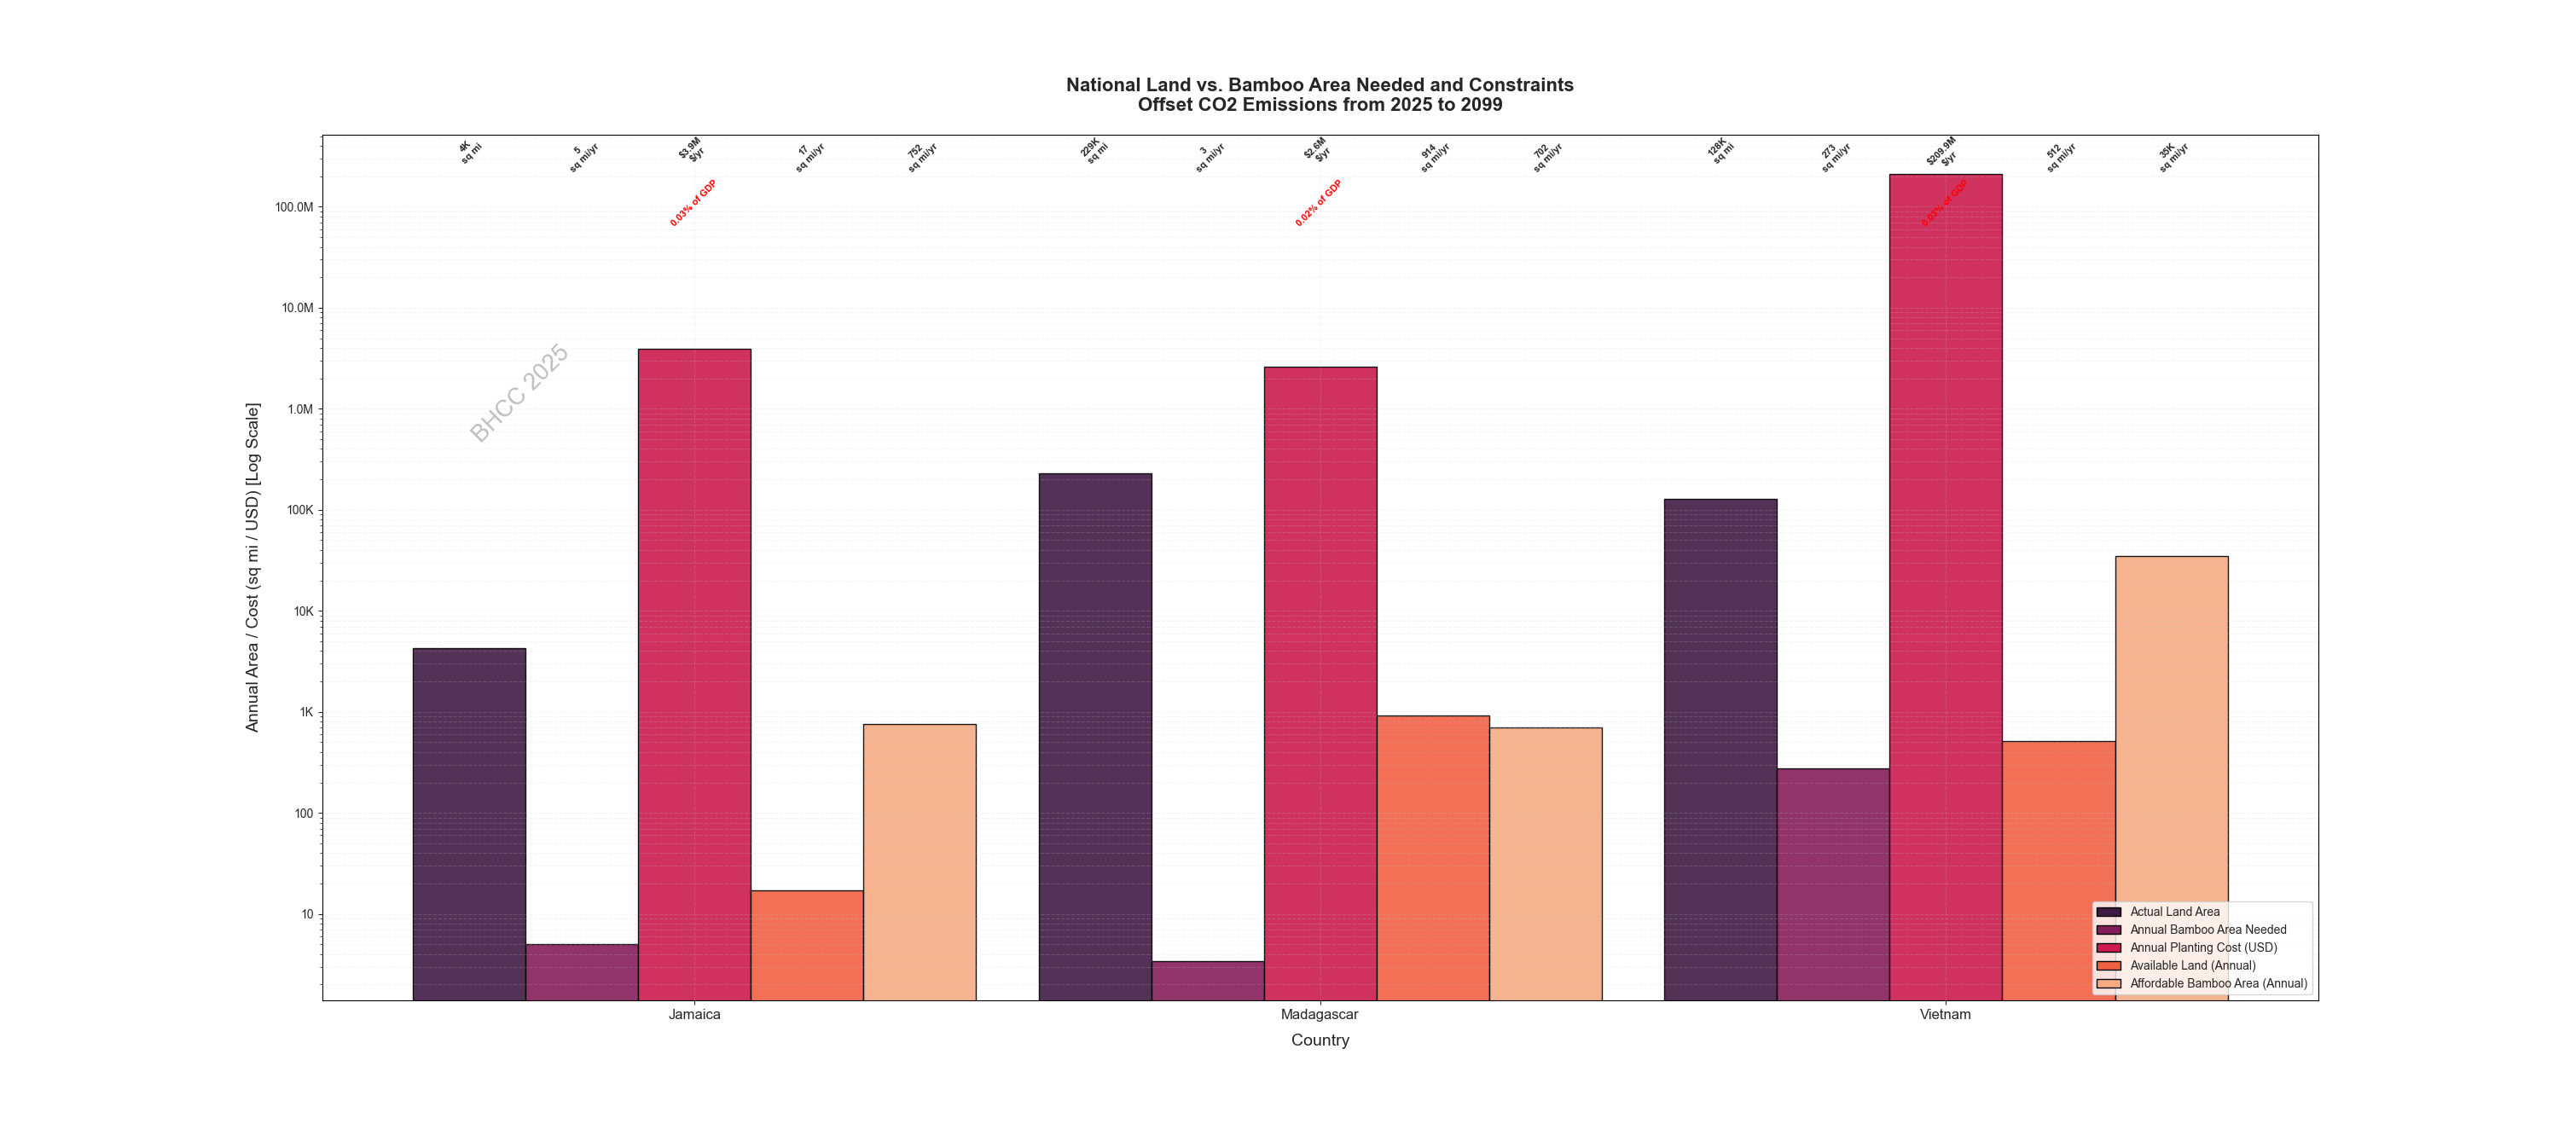 National Land vs. Bamboo Area Needed and Constraints
Offset CO2 Emissions from 2025 to 2099
4K
sq mi
5
sq mi/yr
$3.9M
$/yr
17
sq mi/yr
752
sq mi/yr
229K
sq mi
3
sq mi/yr
$2.6M
$/yr
914
sq mi/yr
702
sq mi/yr
128K
sq mi
273
sq mi/yr
$209.9M
$/yr
512
sq mi/yr
35K
sq mi/yr
0.03% of GDP
0.02% of GDP
0.03% of GDP
100.0M
10.0M
1.0M
100K
10K
1K
100
10
Annual Area / Cost (sq mi / USD) [Log Scale]
BHCC 2025
Actual Land Area
Annual Bamboo Area Needed
Annual Planting Cost (USD)
Available Land (Annual)
Affordable Bamboo Area (Annual)
Jamaica
Madagascar
Vietnam
Country